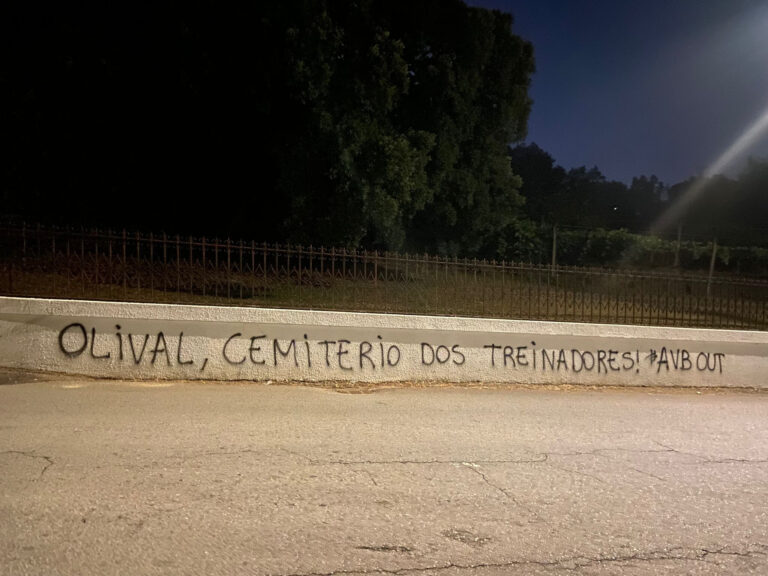 OLiVAL, CEMiTERiO DOS TREiNADORES! #AVB OUT